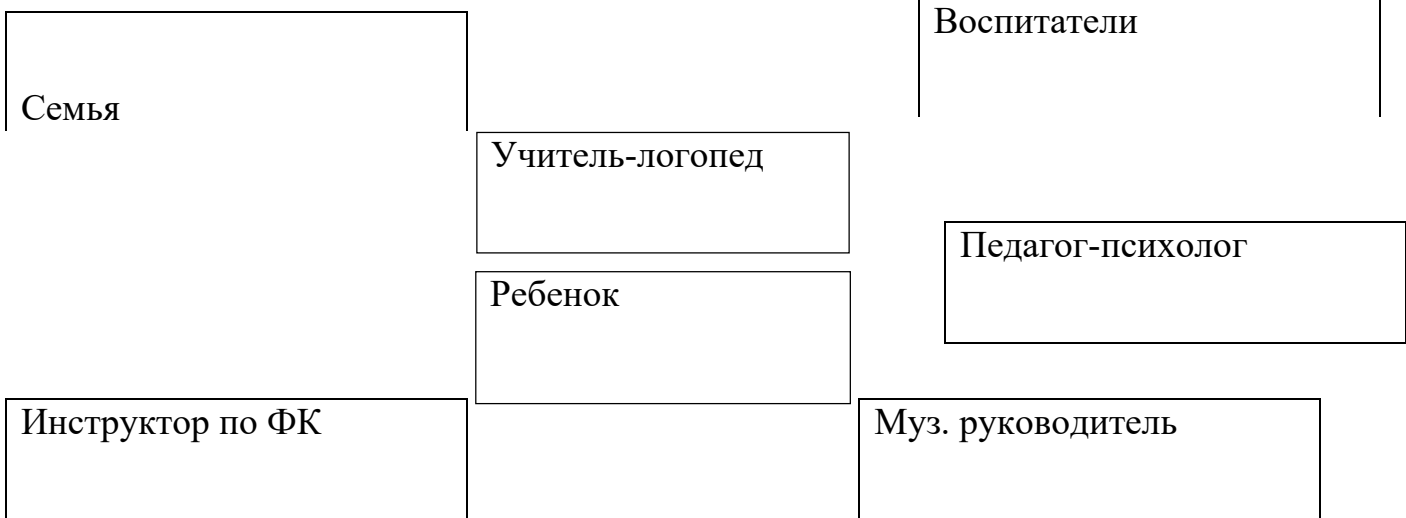 Воспитатели
Семья
Учитель-логопед
Педагог-психолог
Ребенок
Инструктор по ФК
Муз. руководитель